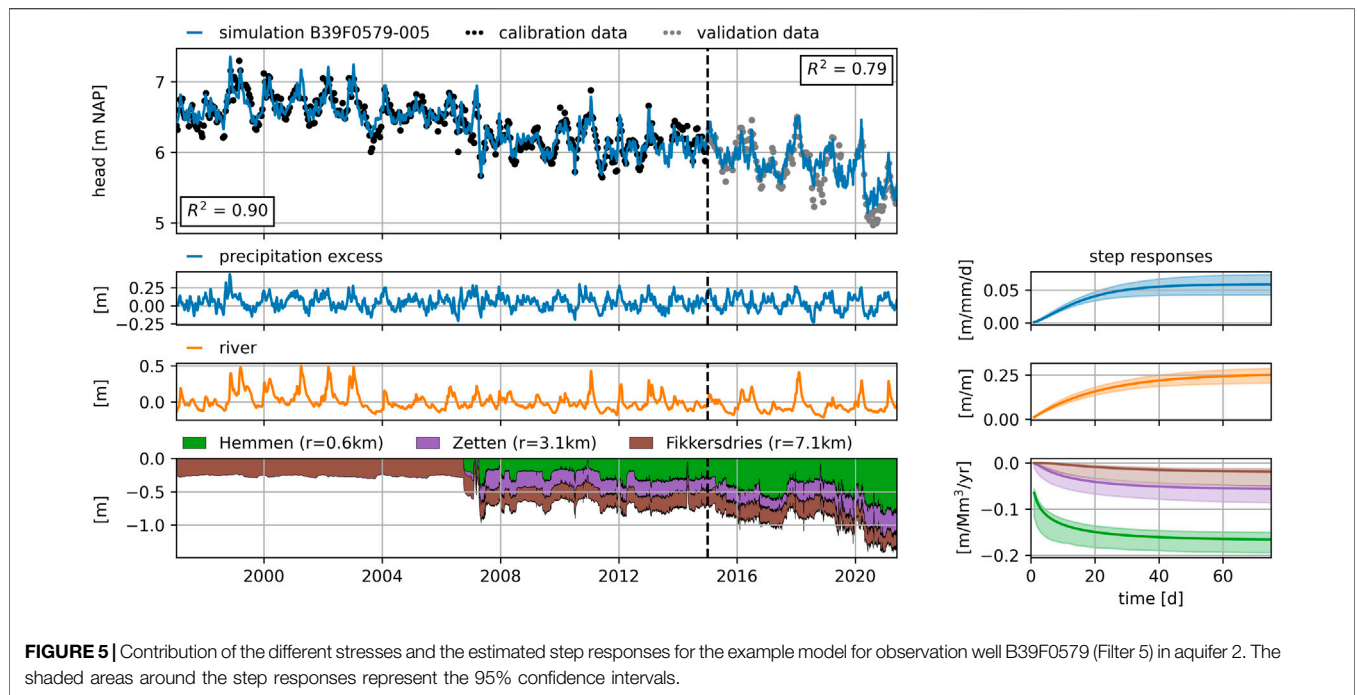 simulation B39F0579-005 calibration data validation data
R² = 0.79
7
6
5
head [m NAP]
R² = 0.90
precipitation excess
0.25
0.00
−0.25
[m]
river
0.5
0.0
[m]
Hemmen (r=0.6km) Zetten (r=3.1km) Fikkersdries (r=7.1km)
0.0
−0.5
−1.0
[m]
2000 2004 2008 2012 2016 2020
step responses
0.05
0.00
[m/mm/d]
0.25
0.00
[m/m]
0.0
−0.1
−0.2
[m/Mm³/yr]
0 20 40 60
time [d]
FIGURE 5 | Contribution of the different stresses and the estimated step responses for the example model for observation well B39F0579 (Filter 5) in aquifer 2. The
shaded areas around the step responses represent the 95% confidence intervals.